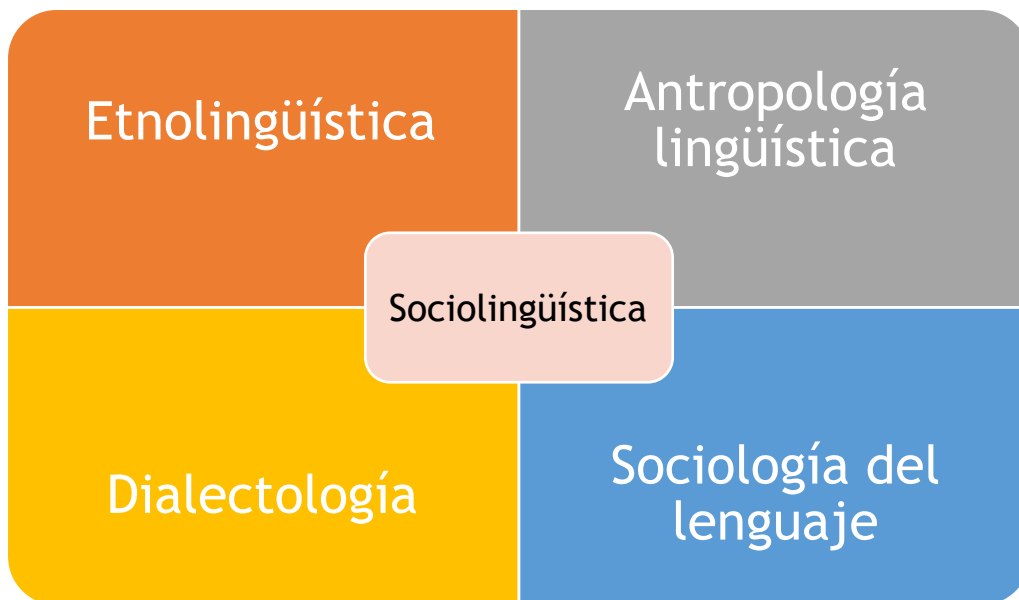 Etnolingüística
Antropología
lingüística
Sociolingüística
Dialectología
Sociología del
lenguaje